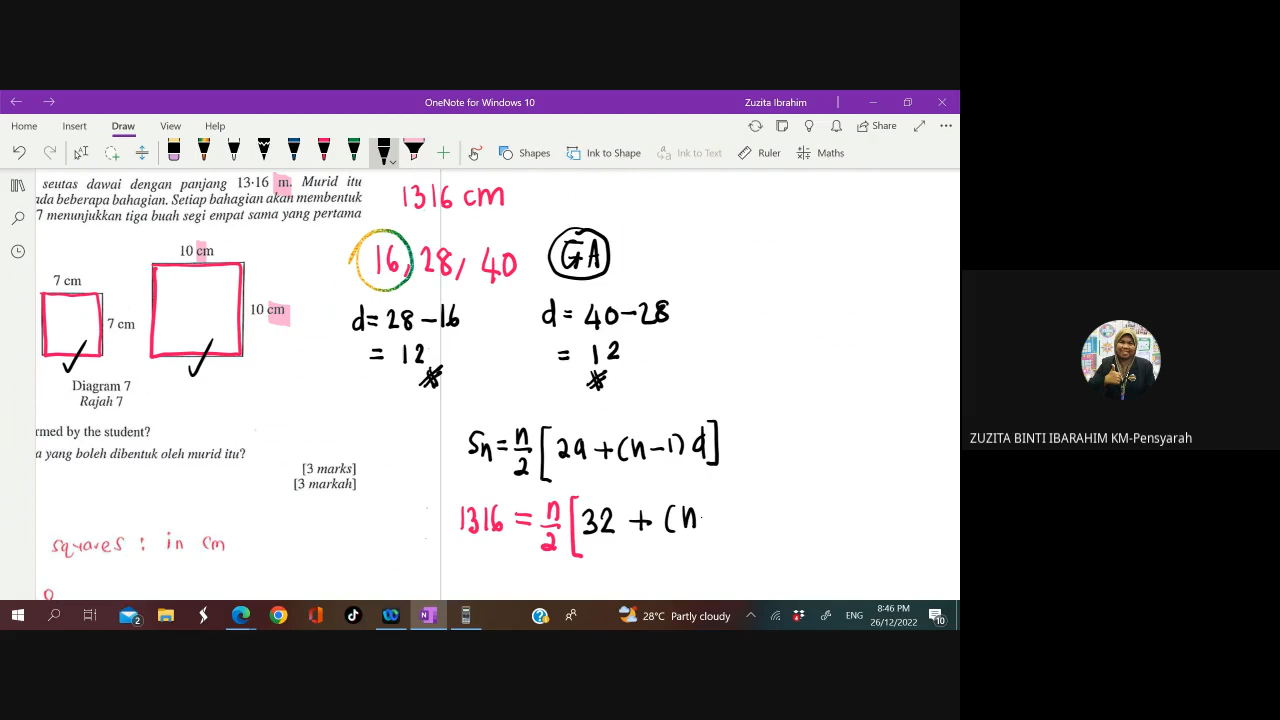 OneNote for Windows 10
Zuzita Ibrahim
Home Insert Draw View Help
Share
Shapes Ink to Shape Ink to Text Ruler Maths
seutas dawai dengan panjang 13·16 m. Murid itu
ada beberapa bahagian. Setiap bahagian akan membentuk
7 menunjukkan tiga buah segi empat sama yang pertama
10 cm
7 cm
7 cm
10 cm
Diagram 7
Rajah 7
rmed by the student?
a yang boleh dibentuk oleh murid itu?
[3 marks]
[3 markah]
squares : in cm
1316 cm
16, 28, 40
GA
d = 28 - 16
= 12
d = 40 - 28
= 12
Sn = n/2 [2a + (n - 1) d]
1316 = n/2 [32 + (n
ZUZITA BINTI IBARAHIM KM-Pensyarah
2
28°C Partly cloudy
ENG
8:46 PM
26/12/2022
10